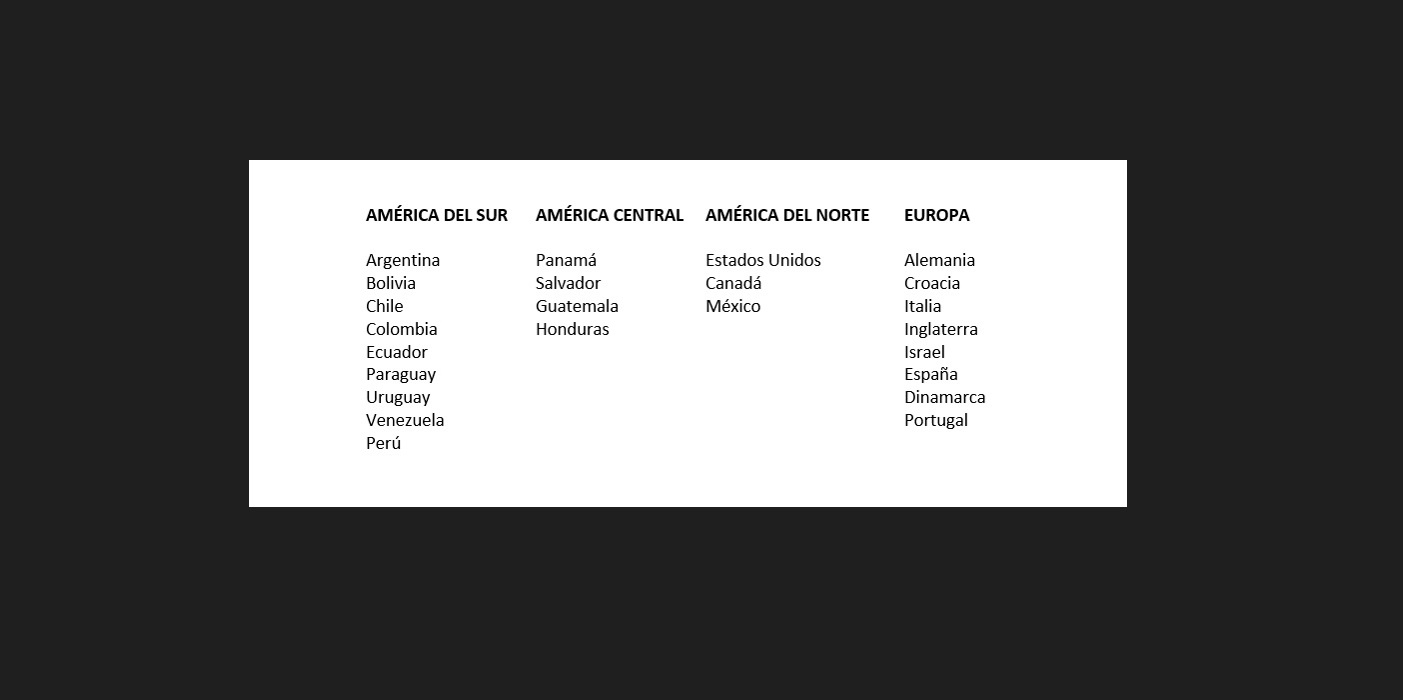 AMÉRICA DEL SUR AMÉRICA CENTRAL AMÉRICA DEL NORTE EUROPA
Argentina Panamá Estados Unidos Alemania
Bolivia Salvador Canadá Croacia
Chile Guatemala México Italia
Colombia Honduras Inglaterra
Ecuador Israel
Paraguay España
Uruguay Dinamarca
Venezuela Portugal
Perú